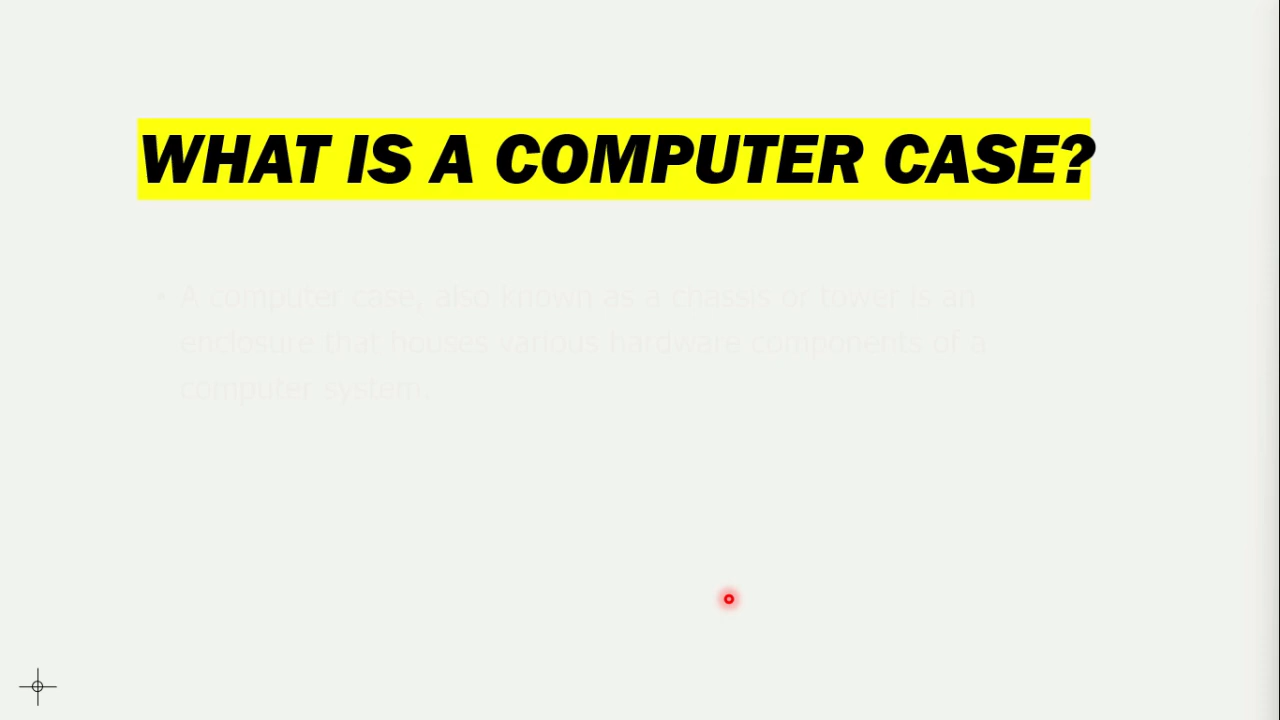 WHAT IS A COMPUTER CASE?
• A computer case, also known as a chassis or tower is an
enclosure that houses various hardware components of a
computer system.